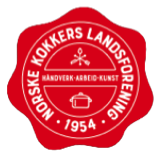 NORSKE KOKKERS LANDSFORENING
HÅNDVERK·ARBEID·KUNST
· 1954 ·